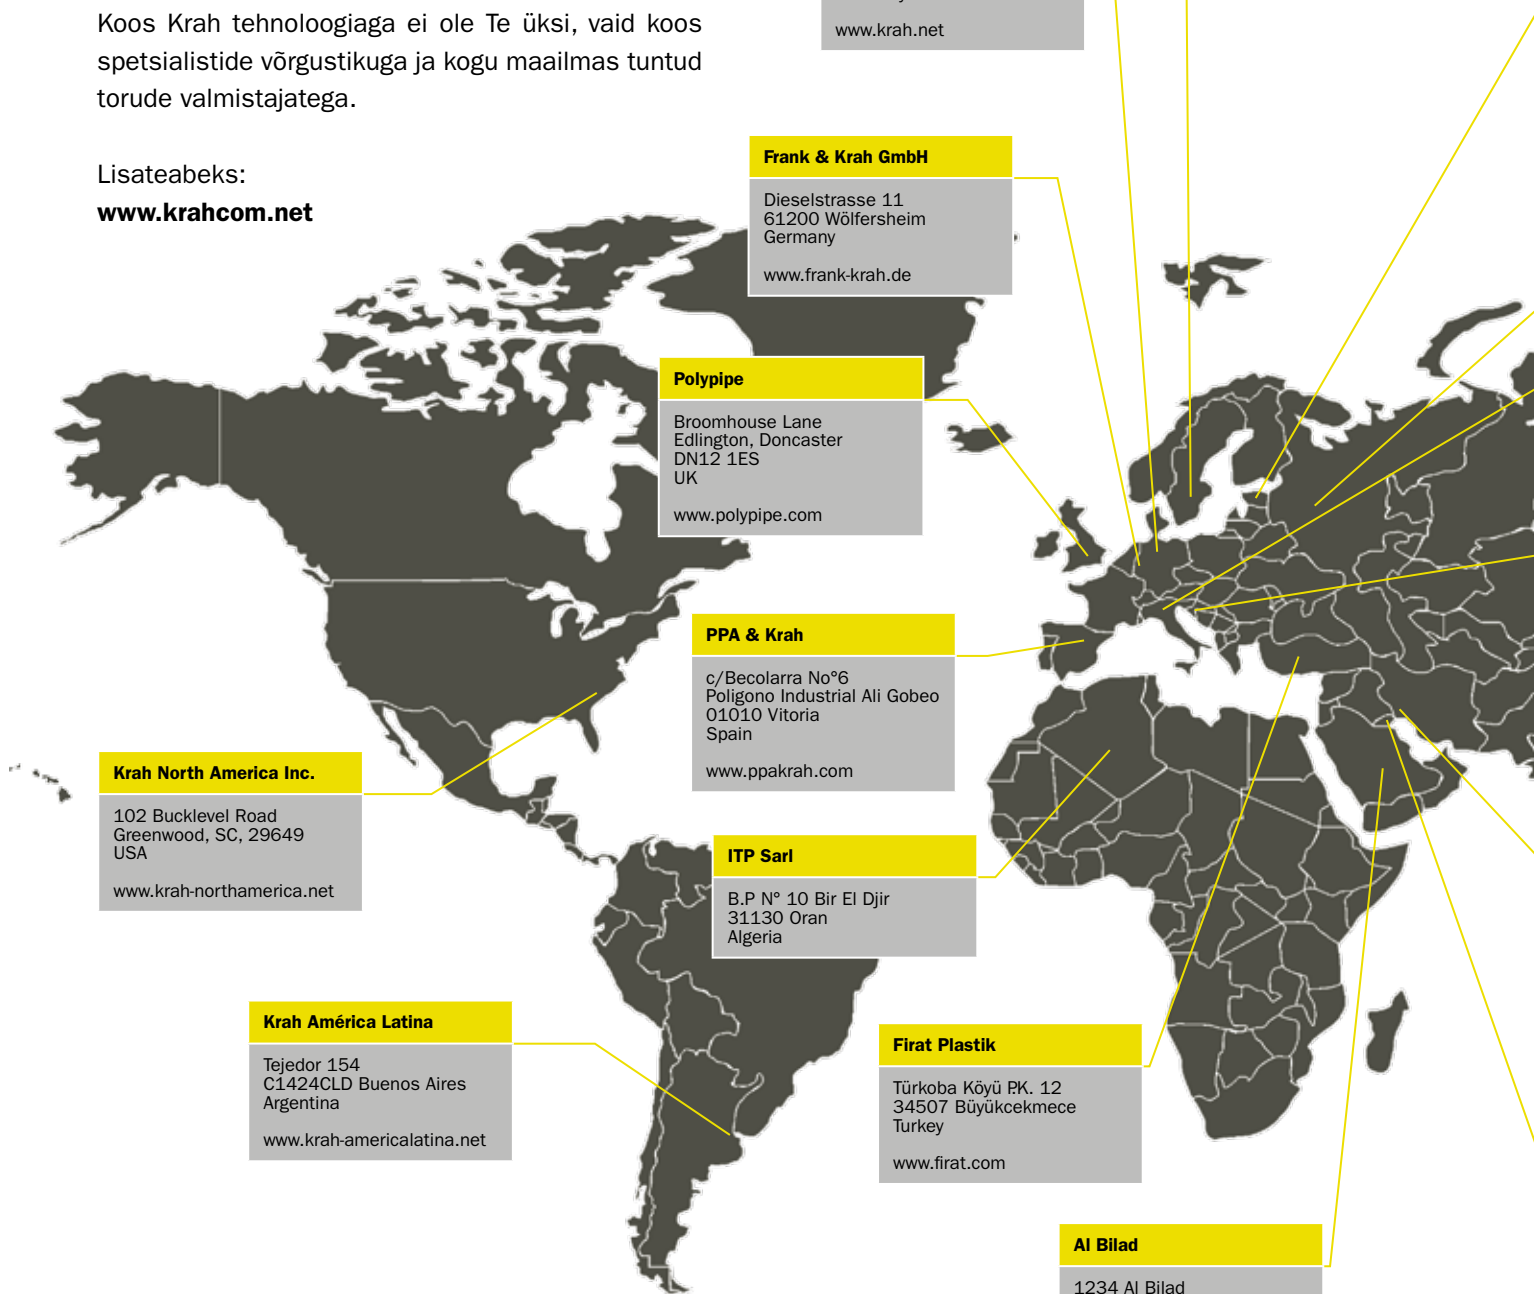 Koos Krah tehnoloogiaga ei ole Te üksi, vaid koos
spetsialistide võrgustikuga ja kogu maailmas tuntud
torude valmistajatega.
Lisateabeks:
www.krahcom.net
www.krah.net
Frank & Krah GmbH
Dieselstrasse 11
61200 Wölfersheim
Germany
www.frank-krah.de
Polypipe
Broomhouse Lane
Edlington, Doncaster
DN12 1ES
UK
www.polypipe.com
PPA & Krah
c/Becolarra No°6
Poligono Industrial Ali Gobeo
01010 Vitoria
Spain
www.ppakrah.com
Krah North America Inc.
102 Bucklevel Road
Greenwood, SC, 29649
USA
www.krah-northamerica.net
ITP Sarl
B.P N° 10 Bir El Djir
31130 Oran
Algeria
Krah América Latina
Tejedor 154
C1424CLD Buenos Aires
Argentina
www.krah-americalatina.net
Firat Plastik
Türkoba Köyü P.K. 12
34507 Büyükcekmece
Turkey
www.firat.com
Al Bilad
1234 Al Bilad